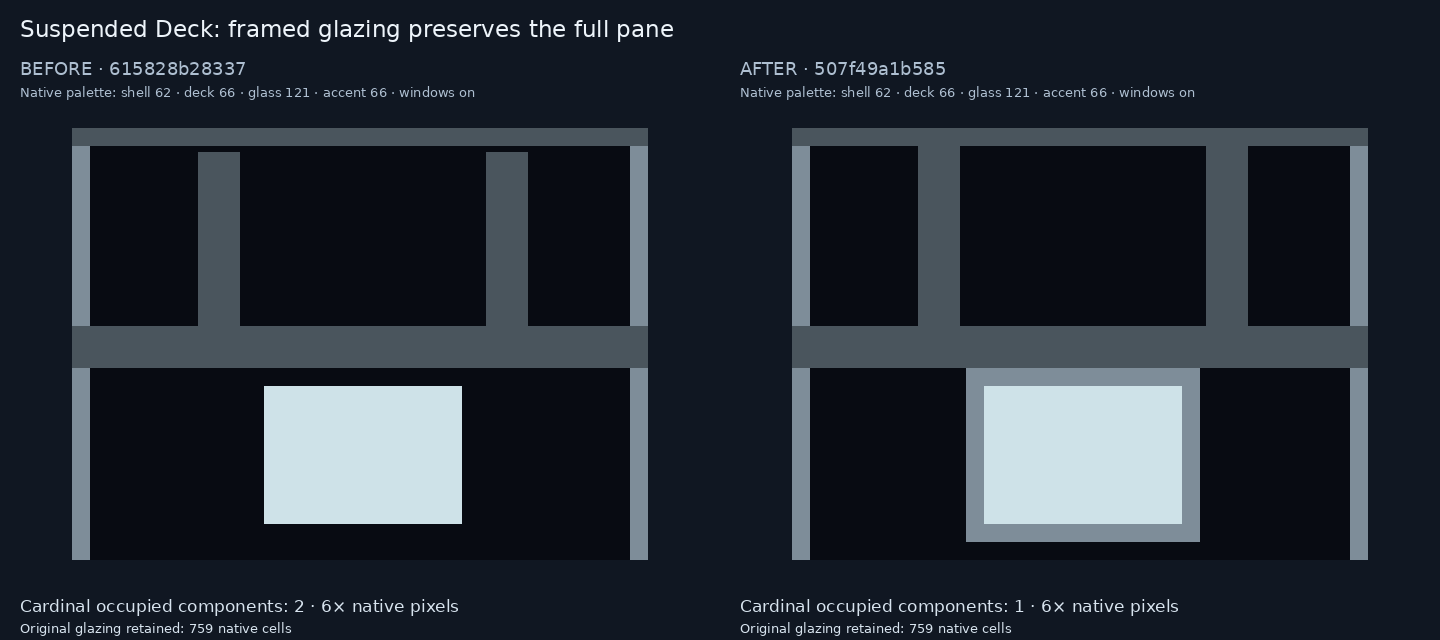 Suspended Deck: framed glazing preserves the full pane
BEFORE · 615828b28337
Native palette: shell 62 · deck 66 · glass 121 · accent 66 · windows on
AFTER · 507f49a1b585
Native palette: shell 62 · deck 66 · glass 121 · accent 66 · windows on
Cardinal occupied components: 2 · 6× native pixels
Original glazing retained: 759 native cells
Cardinal occupied components: 1 · 6× native pixels
Original glazing retained: 759 native cells